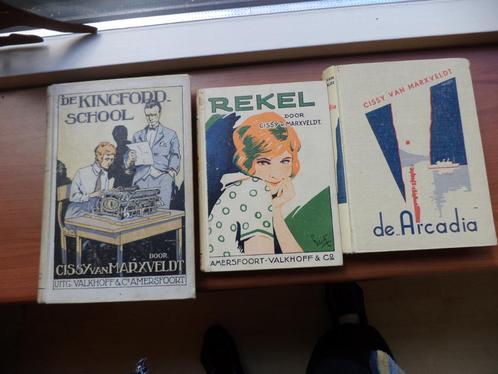 DE KINGFORD-
SCHOOL
DOOR
CISSY VAN MARXVELDT
UITG. VALKHOFF & Co AMERSFOORT
REKEL
DOOR
CISSY v. MARXVELDT.
AMERSFOORT-VALKHOFF & Co
CISSY VAN MARXVELDT
de Arcadia